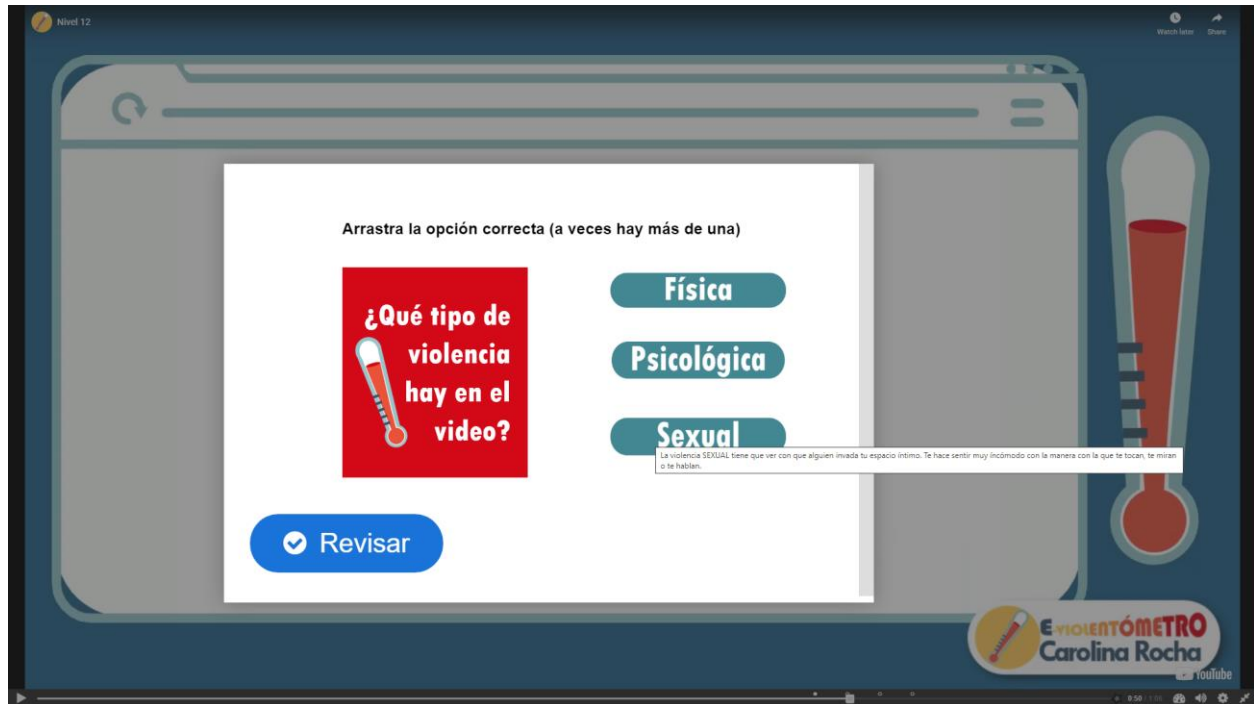 Nivel 12
Watch later
Share
Arrastra la opción correcta (a veces hay más de una)
¿Qué tipo de
violencia
hay en el
video?
Física
Psicológica
Sexual
La violencia SEXUAL tiene que ver con que alguien invada tu espacio íntimo. Te hace sentir muy incómodo con la manera con la que te tocan, te miran
o te hablan.
Revisar
E-VIOLENTÓMETRO
Carolina Rocha
YouTube
0:50